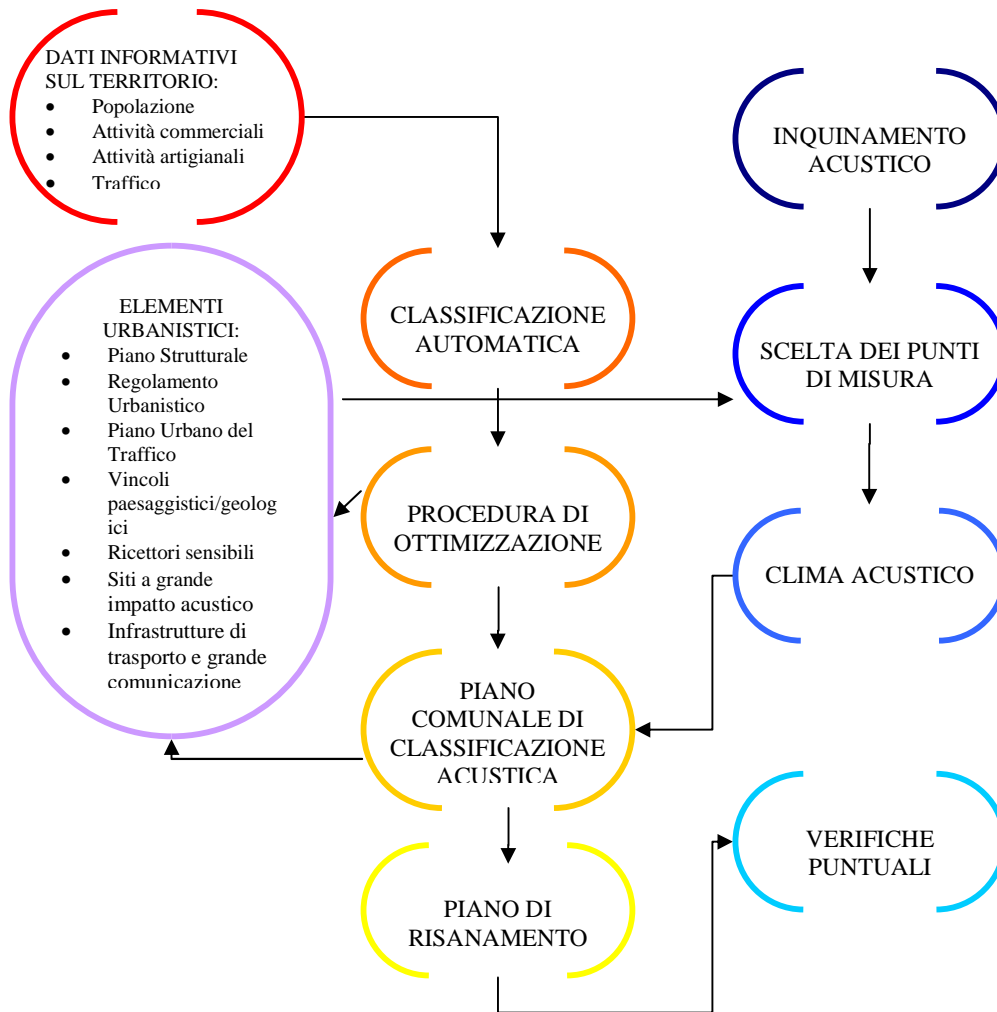 DATI INFORMATIVI
SUL TERRITORIO:
• Popolazione
• Attività commerciali
• Attività artigianali
• Traffico
INQUINAMENTO
ACUSTICO
ELEMENTI
URBANISTICI:
• Piano Strutturale
• Regolamento
Urbanistico
• Piano Urbano del
Traffico
• Vincoli
paesaggistici/geolog
ici
• Ricettori sensibili
• Siti a grande
impatto acustico
• Infrastrutture di
trasporto e grande
comunicazione
CLASSIFICAZIONE
AUTOMATICA
SCELTA DEI PUNTI
DI MISURA
PROCEDURA DI
OTTIMIZZAZIONE
CLIMA ACUSTICO
PIANO
COMUNALE DI
CLASSIFICAZIONE
ACUSTICA
VERIFICHE
PUNTUALI
PIANO DI
RISANAMENTO